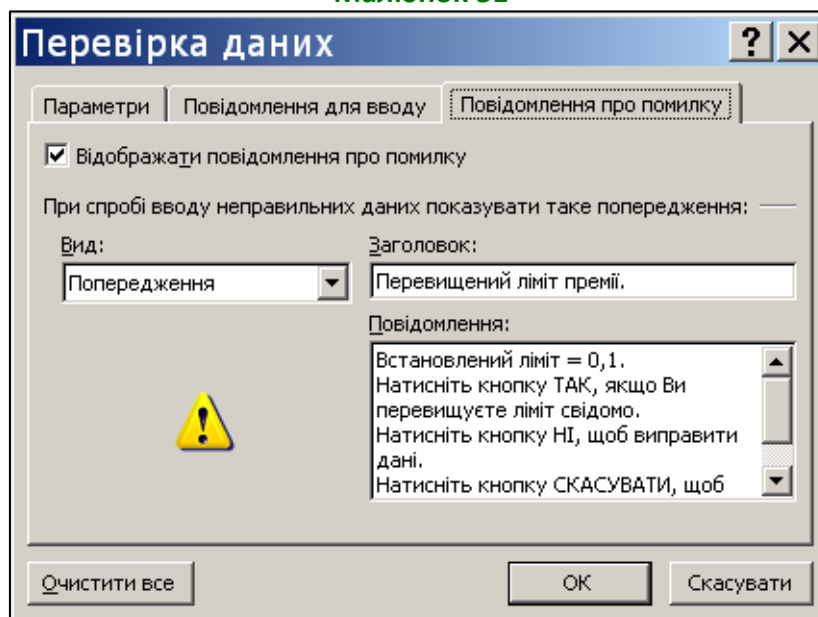 Перевірка даних
Параметри Повідомлення для вводу Повідомлення про помилку
Відображати повідомлення про помилку
При спробі вводу неправильних даних показувати таке попередження:
Вид:
Попередження
Заголовок:
Перевищений ліміт премії.
Повідомлення:
Встановлений ліміт = 0,1.
Натисніть кнопку ТАК, якщо Ви
перевищуєте ліміт свідомо.
Натисніть кнопку НІ, щоб виправити
дані.
Натисніть кнопку СКАСУВАТИ, щоб
Очистити все ОК Скасувати